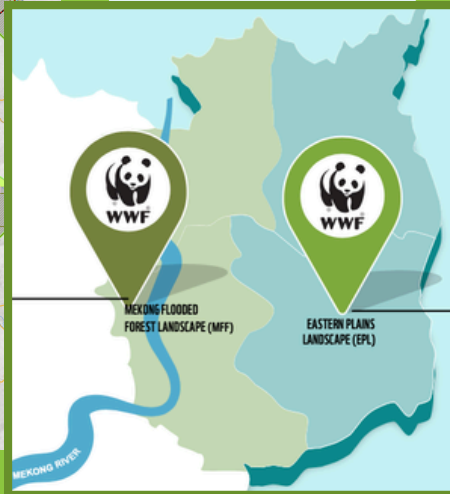 WWF
WWF
MEKONG FLOODED
FOREST LANDSCAPE (MFF)
EASTERN PLAINS
LANDSCAPE (EPL)
MEKONG RIVER